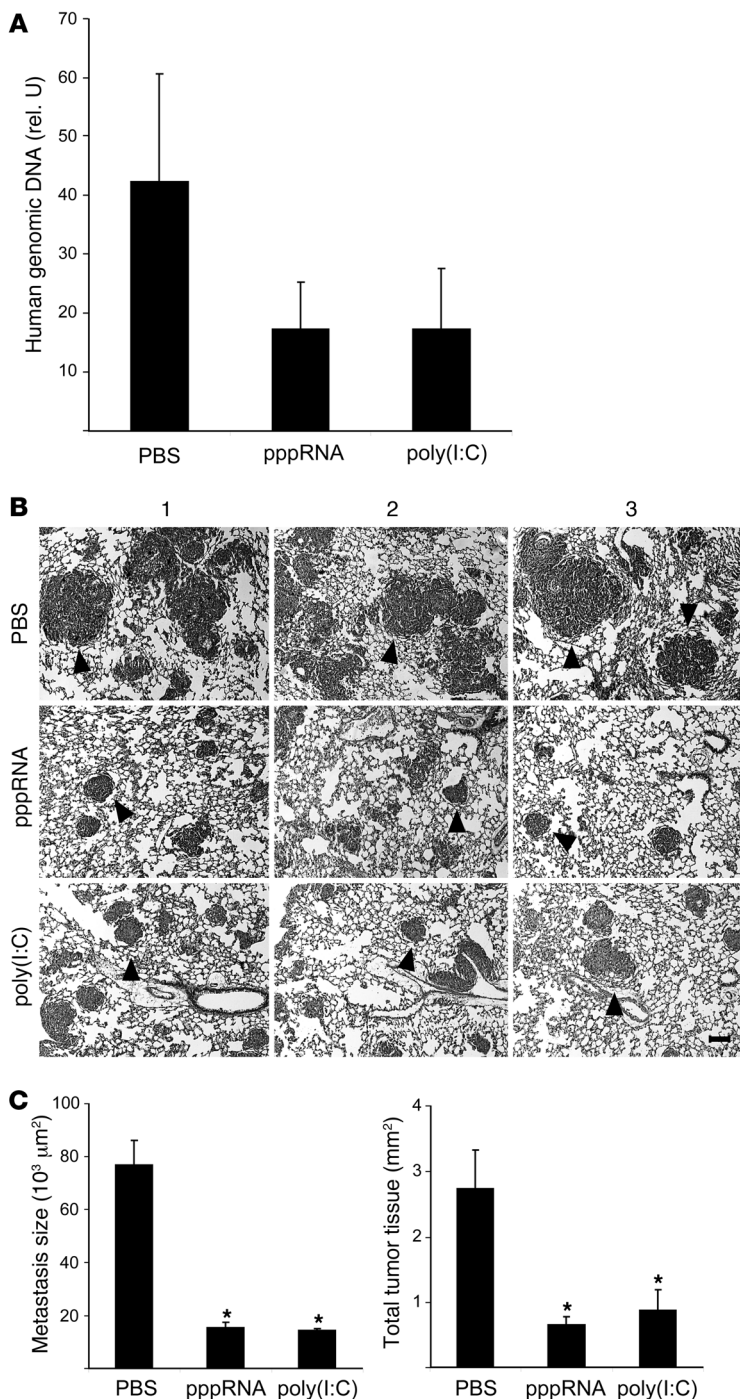 A
Human genomic DNA (rel. U)
70
60
50
40
30
20
10
PBS pppRNA poly(I:C)
B
1 2 3
PBS
pppRNA
poly(I:C)
C
Metastasis size (10³ μm²)
100
80
60
40
20
* *
PBS pppRNA poly(I:C)
Total tumor tissue (mm²)
4
3
2
1
* *
PBS pppRNA poly(I:C)